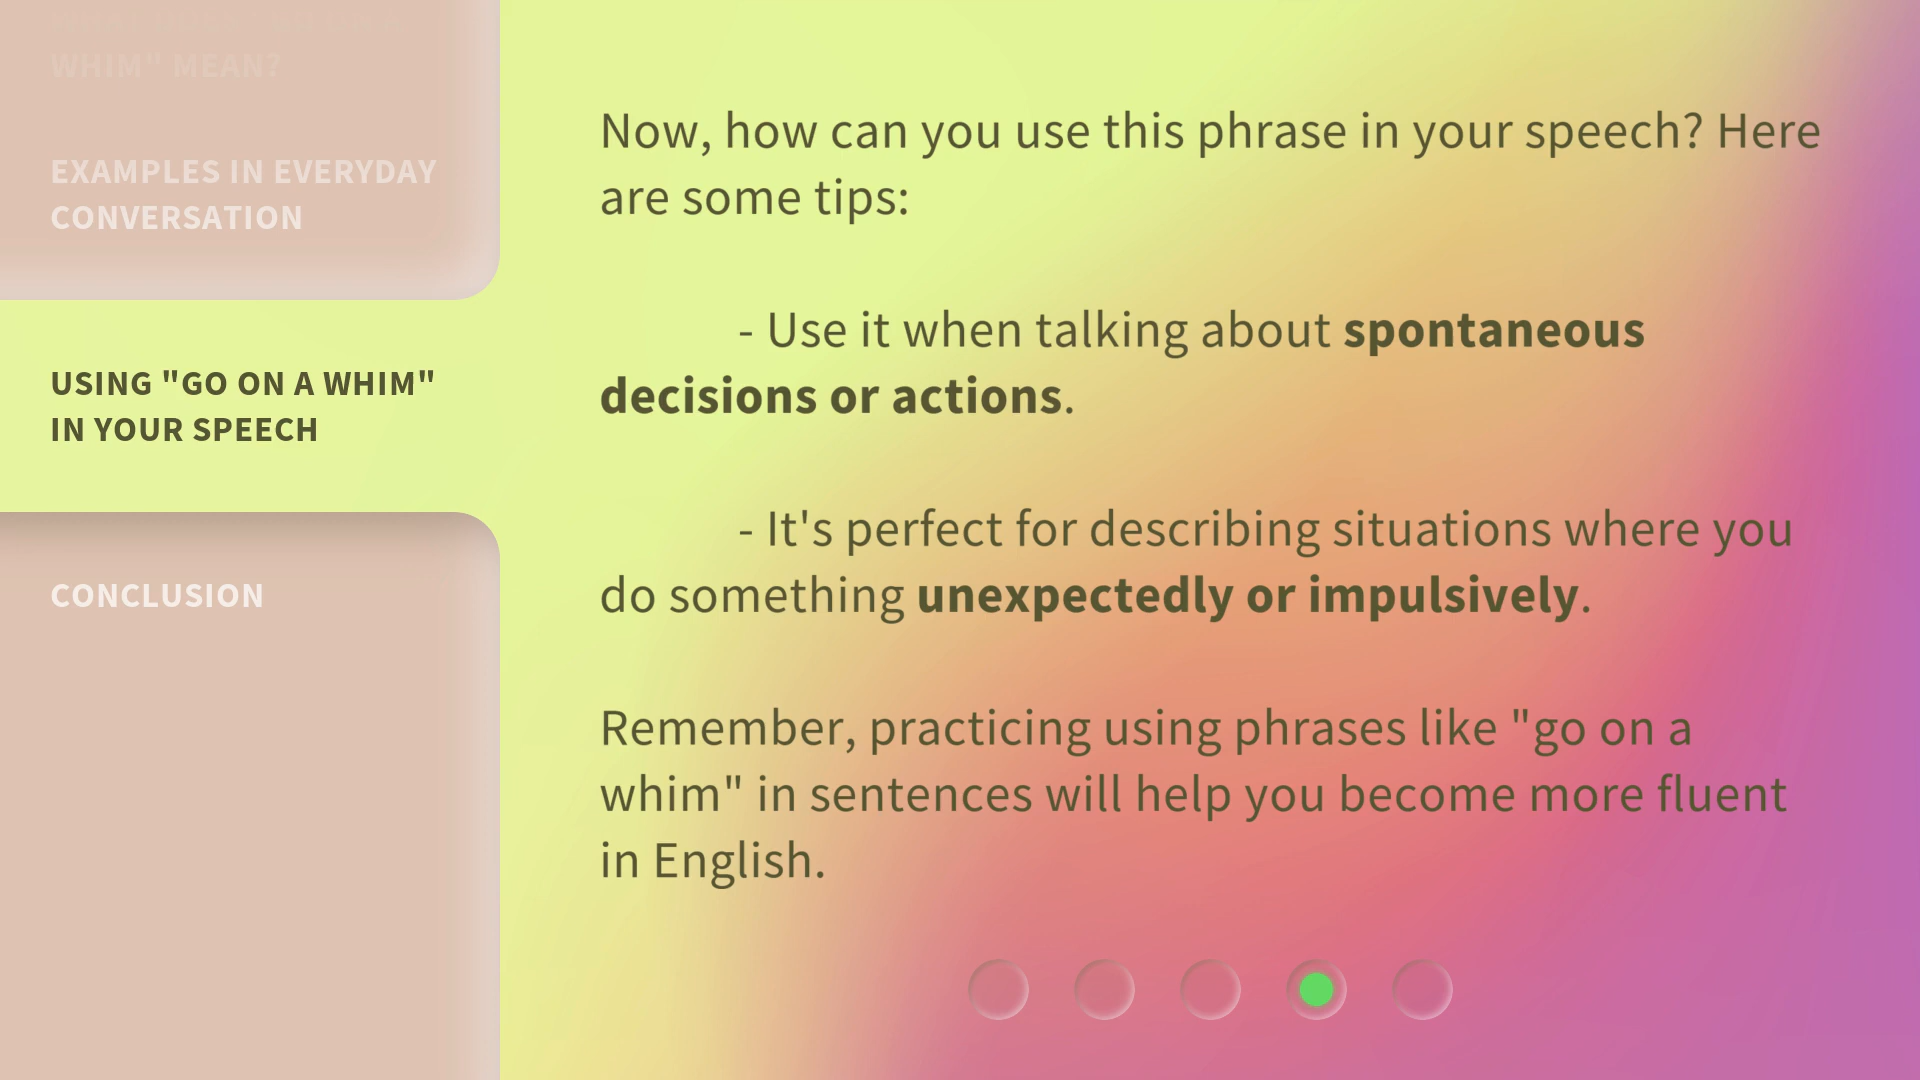 WHIM" MEAN?
EXAMPLES IN EVERYDAY
CONVERSATION
USING "GO ON A WHIM"
IN YOUR SPEECH
CONCLUSION
Now, how can you use this phrase in your speech? Here
are some tips:
- Use it when talking about spontaneous
decisions or actions.
- It's perfect for describing situations where you
do something unexpectedly or impulsively.
Remember, practicing using phrases like "go on a
whim" in sentences will help you become more fluent
in English.